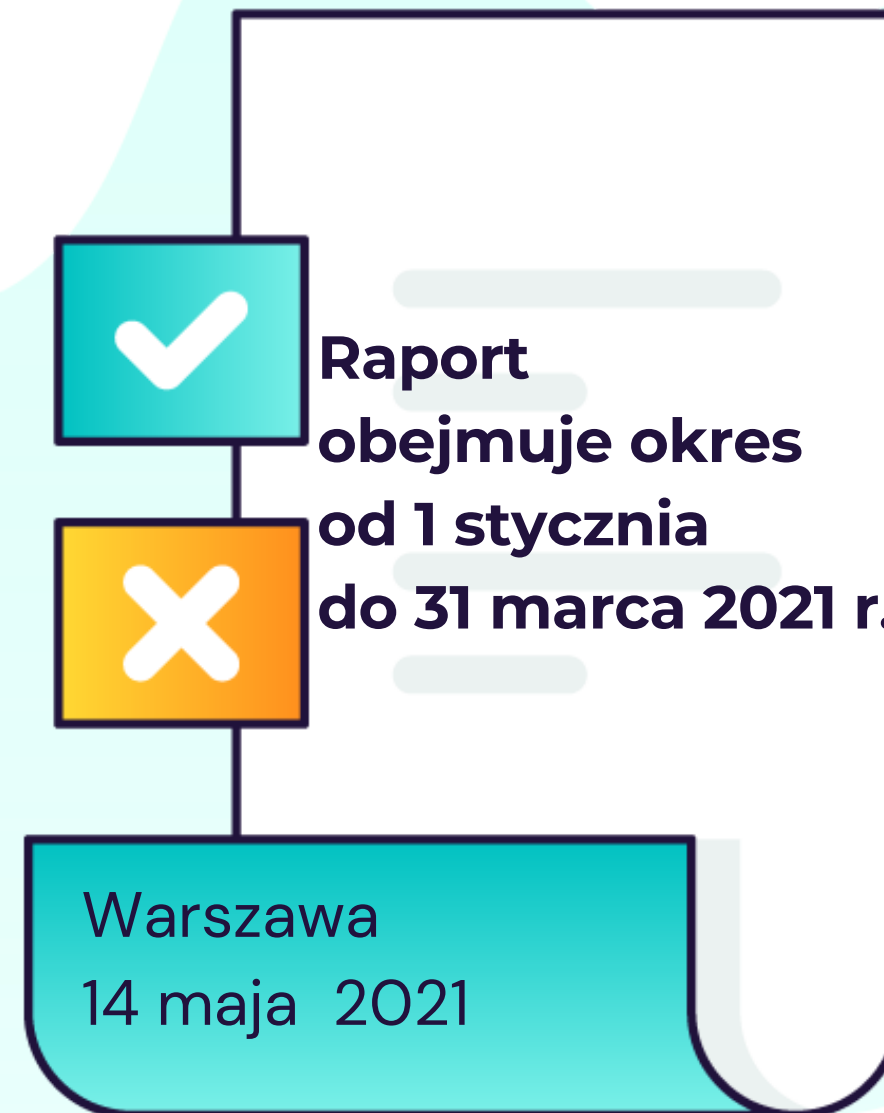 Raport
obejmuje okres
od 1 stycznia
do 31 marca 2021 r.
Warszawa
14 maja 2021